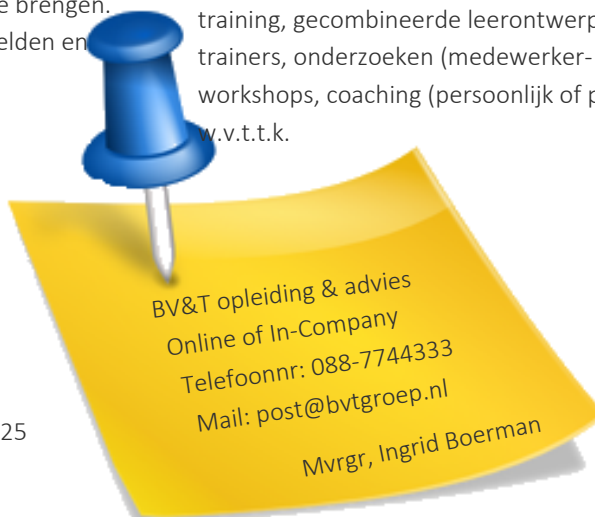 e brengen.
elden en
training, gecombineerde leerontwerp
trainers, onderzoeken (medewerker-
workshops, coaching (persoonlijk of p
w.v.t.t.k.
BV&T opleiding & advies
Online of In-Company
Telefoonnr: 088-7744333
Mail: post@bvtgroep.nl
Mvrgr, Ingrid Boerman
25